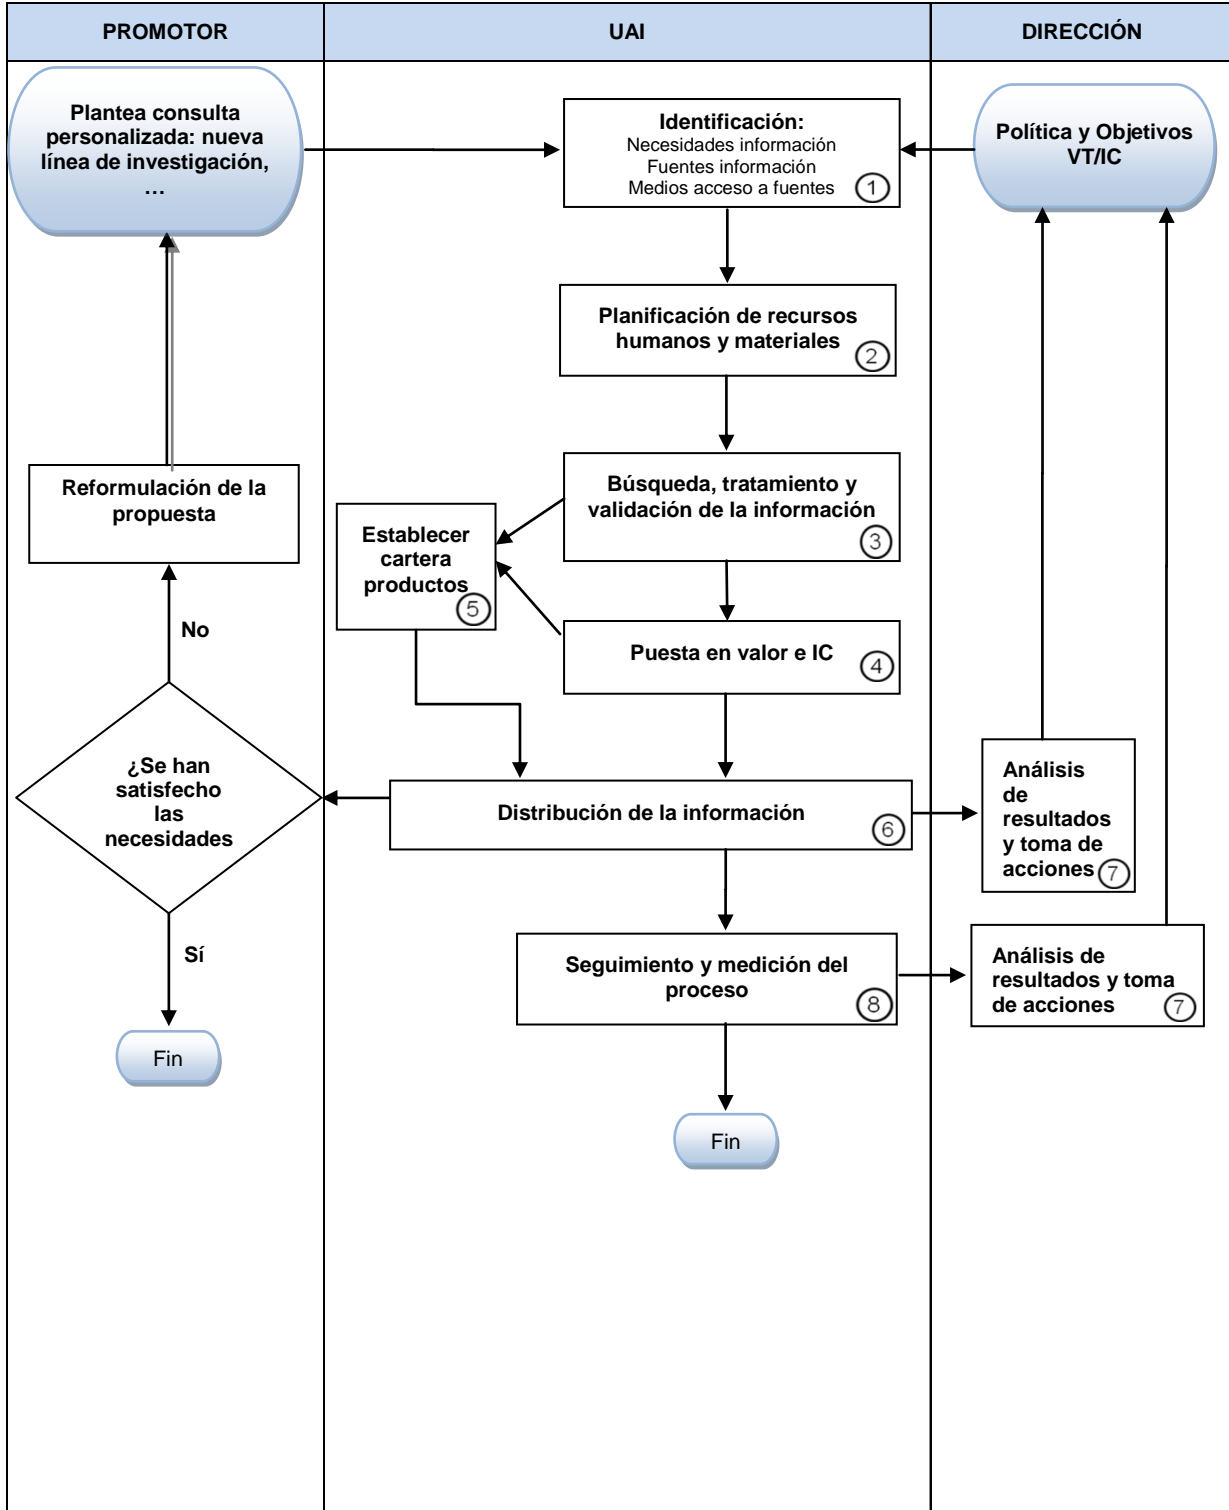 PROMOTOR
UAI
DIRECCIÓN
Plantea consulta
personalizada: nueva
línea de investigación,
…
Identificación:
Necesidades información
Fuentes información
Medios acceso a fuentes
1
Política y Objetivos
VT/IC
Planificación de recursos
humanos y materiales
2
Reformulación de la
propuesta
Búsqueda, tratamiento y
validación de la información
3
Establecer
cartera
productos
5
No
Puesta en valor e IC
4
¿Se han
satisfecho
las
necesidades
Distribución de la información
6
Análisis
de
resultados
y toma de
acciones
7
Sí
Seguimiento y medición del
proceso
8
Análisis de
resultados y toma
de acciones
7
Fin
Fin